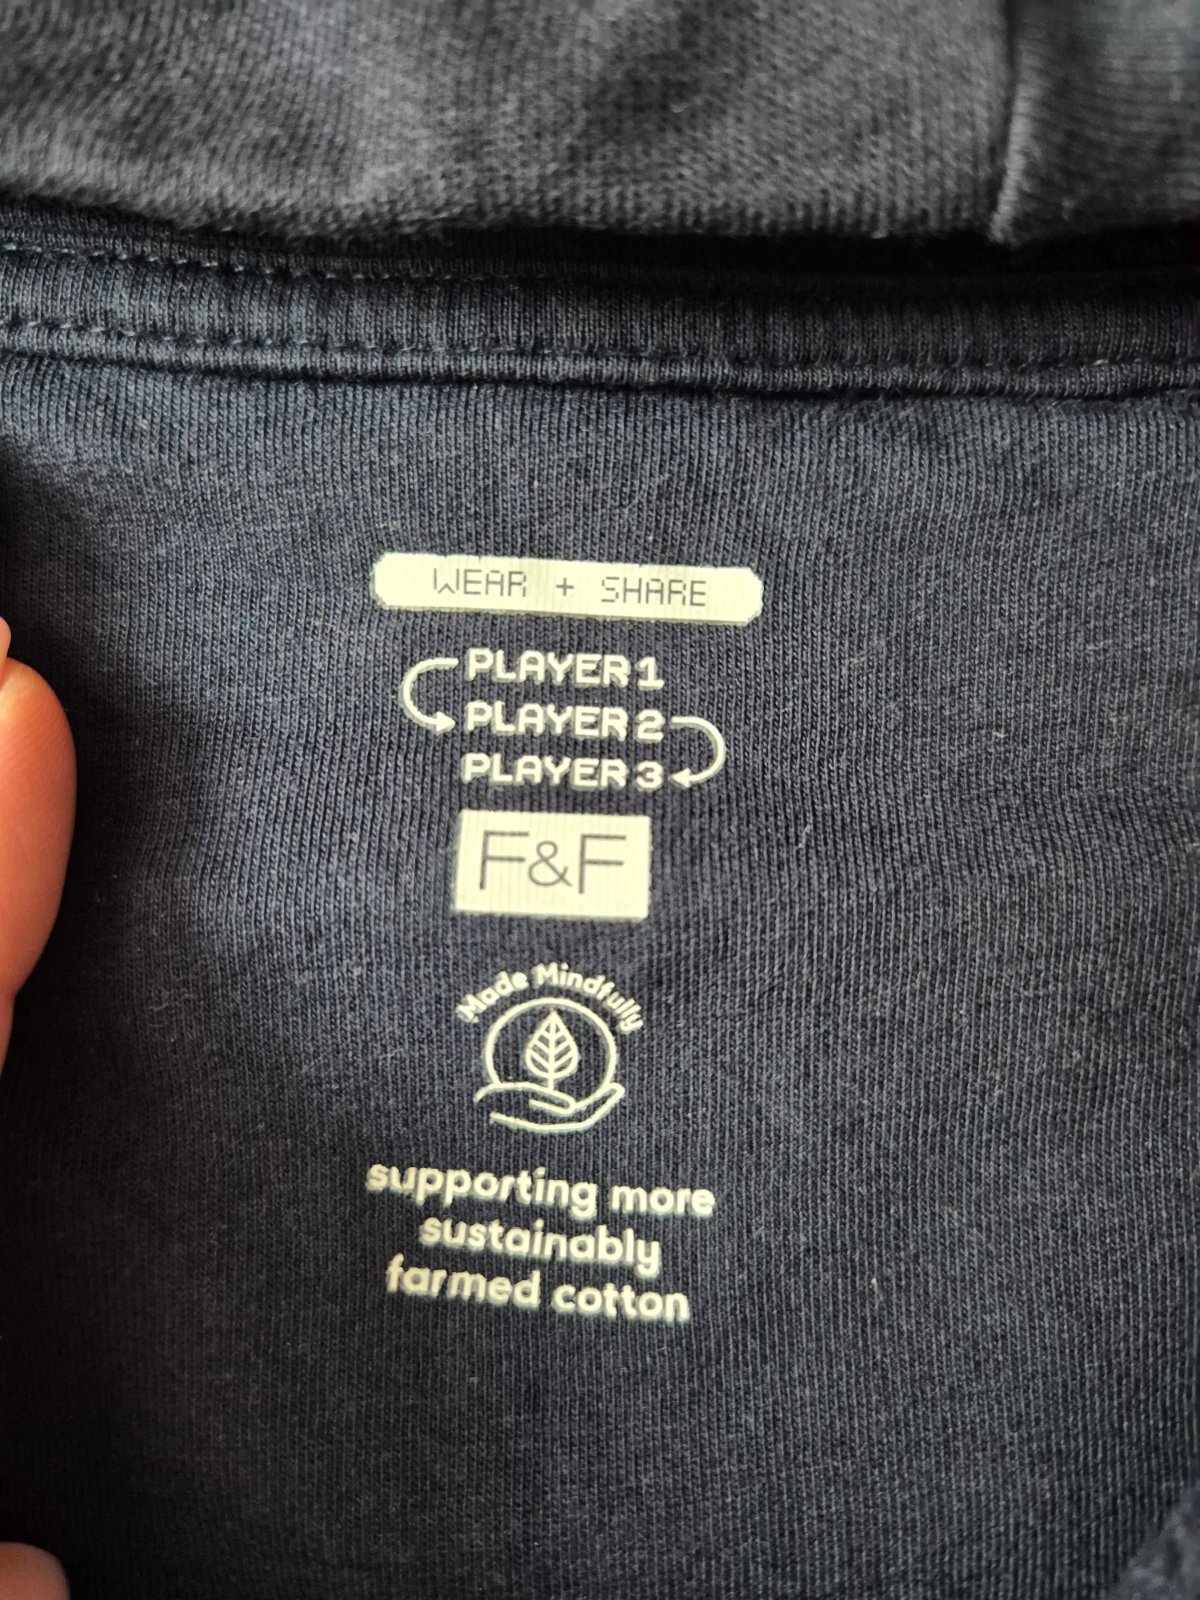 WEAR + SHARE
PLAYER 1
PLAYER 2
PLAYER 3
F&F
Made Mindfully
supporting more
sustainably
farmed cotton